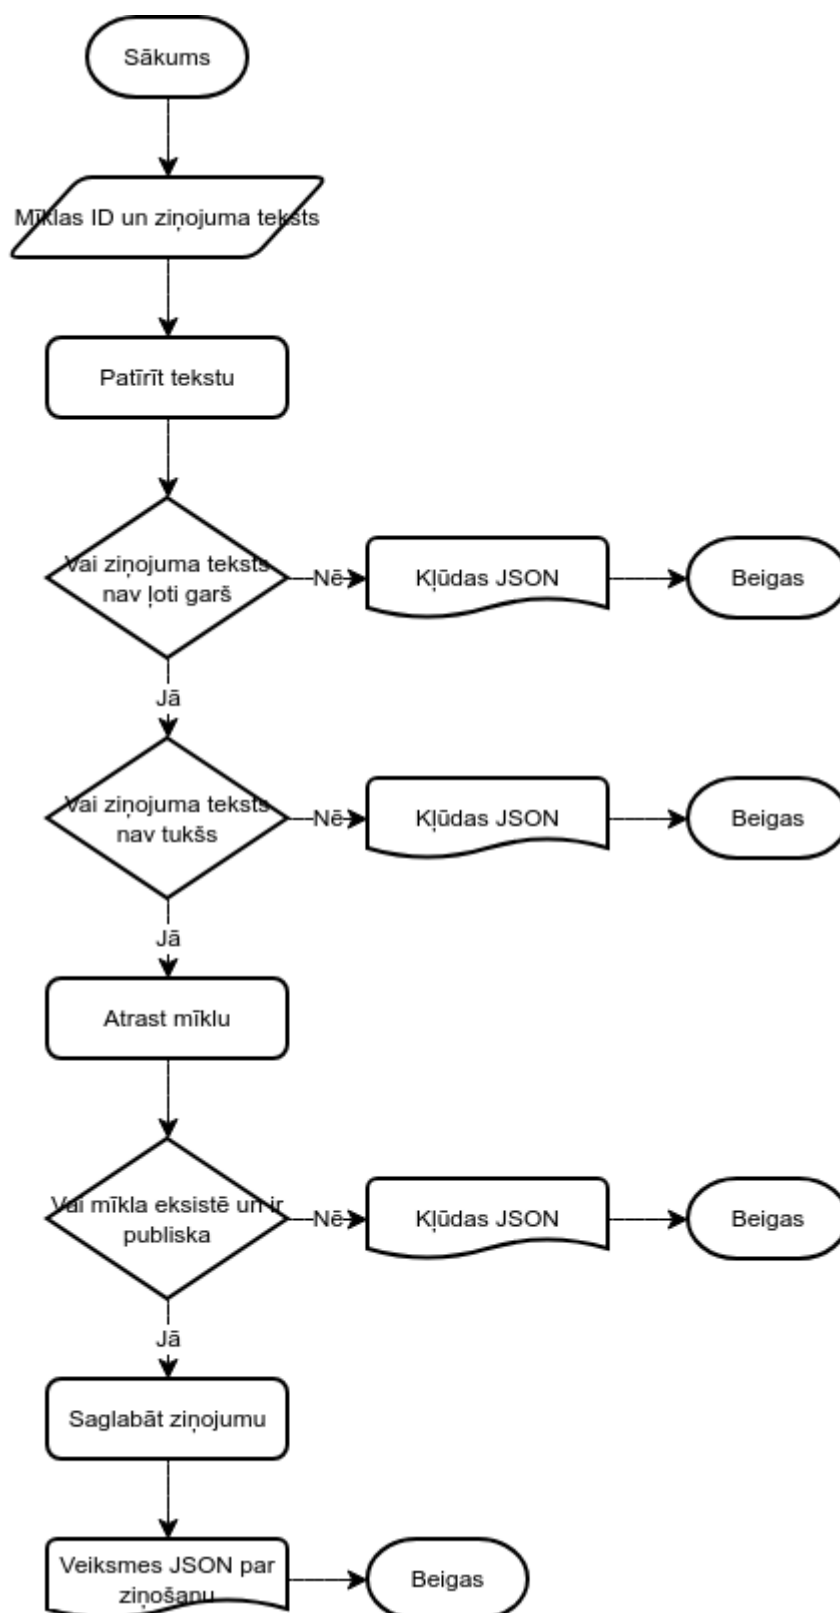 Sākums
Mīklas ID un ziņojuma teksts
Patīrīt tekstu
Vai ziņojuma teksts
nav ļoti garš
Nē
Kļūdas JSON
Beigas
Jā
Vai ziņojuma teksts
nav tukšs
Nē
Kļūdas JSON
Beigas
Jā
Atrast mīklu
Vai mīkla eksistē un ir
publiska
Nē
Kļūdas JSON
Beigas
Jā
Saglabāt ziņojumu
Veiksmes JSON par
ziņošanu
Beigas